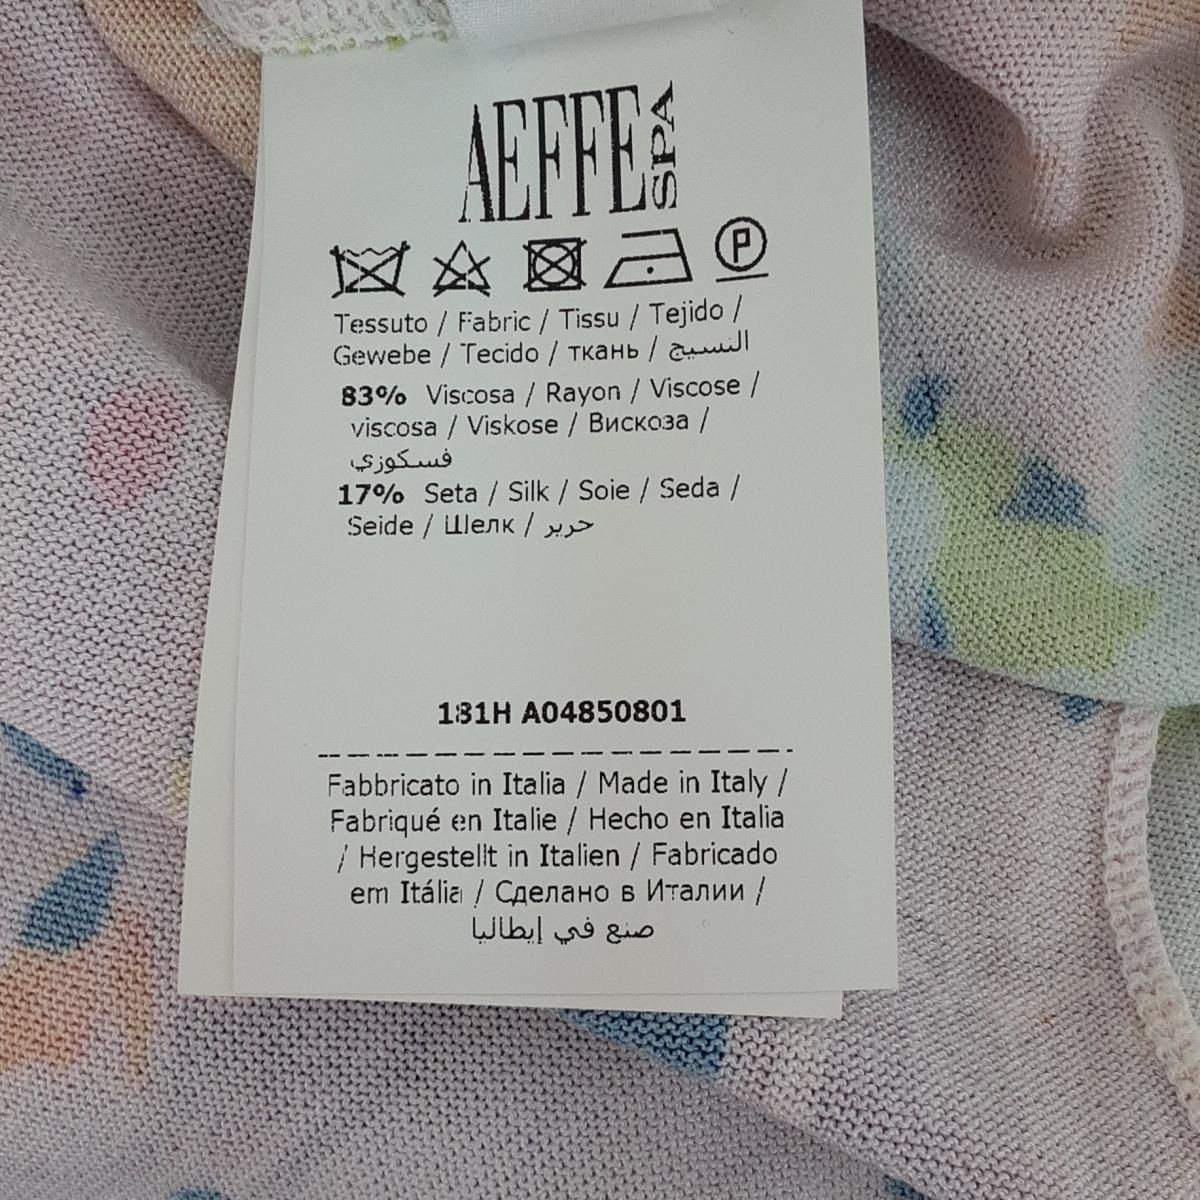 AEFFE SPA
P
Tessuto / Fabric / Tissu / Tejido /
Gewebe / Tecido / ткань / النسيج
83% Viscosa / Rayon / Viscose /
viscosa / Viskose / Вискоза /
فسكوزي
17% Seta / Silk / Soie / Seda /
Seide / Шелк / حرير
181H A04850801
Fabbricato in Italia / Made in Italy /
Fabriqué en Italie / Hecho en Italia
/ Hergestellt in Italien / Fabricado
em Itália / Сделано в Италии /
صنع في إيطاليا